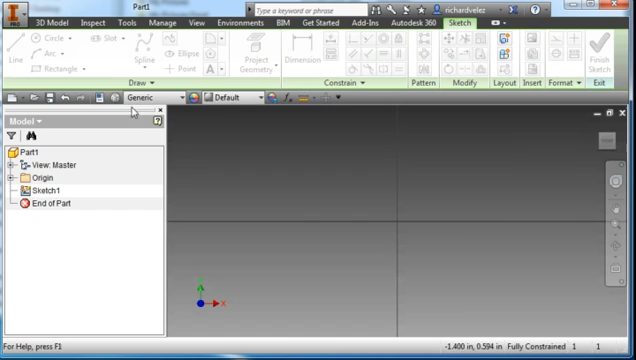 Part1
Type a keyword or phrase
richardvelez
3D Model Inspect Tools Manage View Environments BIM Get Started Add-Ins Autodesk 360 Sketch
Line
Circle
Arc
Rectangle
Slot
Spline
Ellipse
Point
Project
Geometry
Dimension
Finish
Sketch
Draw Constrain Pattern Modify Layout Insert Format Exit
Generic Default
Model
Part1
View: Master
Origin
Sketch1
End of Part
X
For Help, press F1
-1.400 in, 0.594 in Fully Constrained 1 1